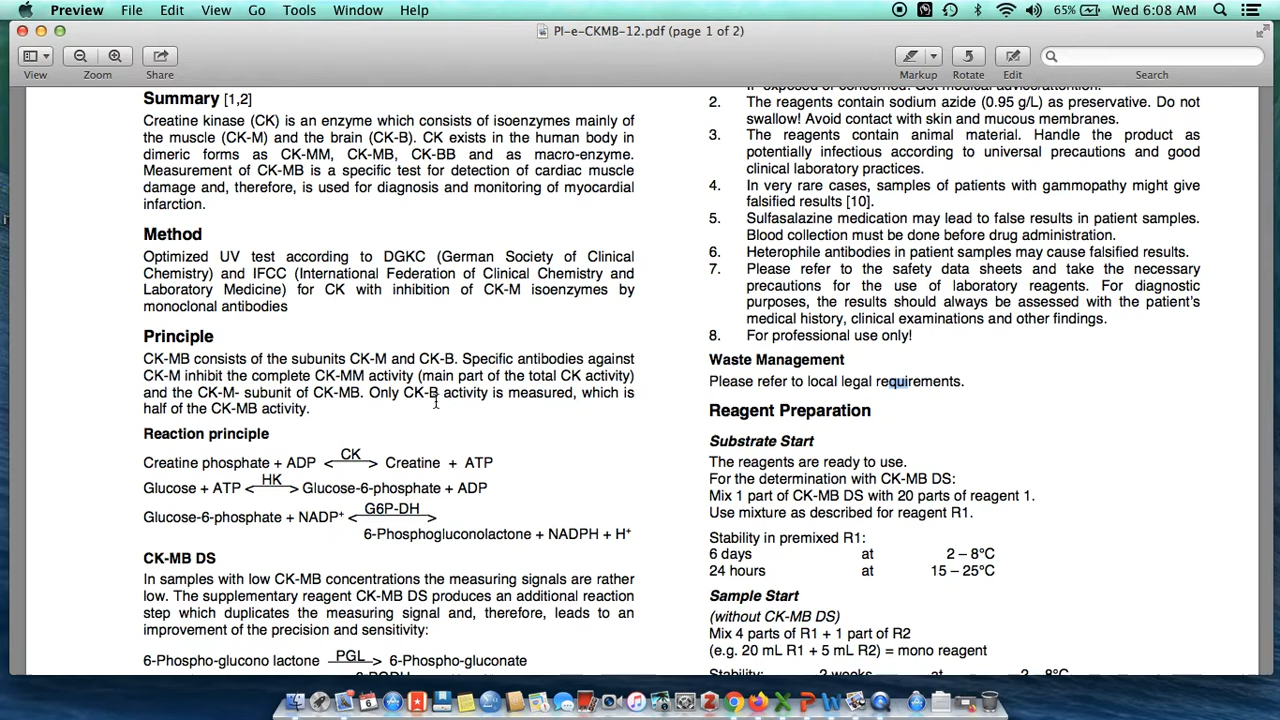 Preview File Edit View Go Tools Window Help
65% Wed 6:08 AM
PI-e-CKMB-12.pdf (page 1 of 2)
View Zoom Share Markup Rotate Edit Search
Summary [1,2]
Creatine kinase (CK) is an enzyme which consists of isoenzymes mainly of
the muscle (CK-M) and the brain (CK-B). CK exists in the human body in
dimeric forms as CK-MM, CK-MB, CK-BB and as macro-enzyme.
Measurement of CK-MB is a specific test for detection of cardiac muscle
damage and, therefore, is used for diagnosis and monitoring of myocardial
infarction.
Method
Optimized UV test according to DGKC (German Society of Clinical
Chemistry) and IFCC (International Federation of Clinical Chemistry and
Laboratory Medicine) for CK with inhibition of CK-M isoenzymes by
monoclonal antibodies
Principle
CK-MB consists of the subunits CK-M and CK-B. Specific antibodies against
CK-M inhibit the complete CK-MM activity (main part of the total CK activity)
and the CK-M- subunit of CK-MB. Only CK-B activity is measured, which is
half of the CK-MB activity.
Reaction principle
CK
Creatine phosphate + ADP <———> Creatine + ATP
HK
Glucose + ATP <———> Glucose-6-phosphate + ADP
G6P-DH
Glucose-6-phosphate + NADP⁺ <———>
6-Phosphogluconolactone + NADPH + H⁺
CK-MB DS
In samples with low CK-MB concentrations the measuring signals are rather
low. The supplementary reagent CK-MB DS produces an additional reaction
step which duplicates the measuring signal and, therefore, leads to an
improvement of the precision and sensitivity:
PGL
6-Phospho-glucono lactone ———> 6-Phospho-gluconate
2. The reagents contain sodium azide (0.95 g/L) as preservative. Do not
swallow! Avoid contact with skin and mucous membranes.
3. The reagents contain animal material. Handle the product as
potentially infectious according to universal precautions and good
clinical laboratory practices.
4. In very rare cases, samples of patients with gammopathy might give
falsified results [10].
5. Sulfasalazine medication may lead to false results in patient samples.
Blood collection must be done before drug administration.
6. Heterophile antibodies in patient samples may cause falsified results.
7. Please refer to the safety data sheets and take the necessary
precautions for the use of laboratory reagents. For diagnostic
purposes, the results should always be assessed with the patient's
medical history, clinical examinations and other findings.
8. For professional use only!
Waste Management
Please refer to local legal requirements.
Reagent Preparation
Substrate Start
The reagents are ready to use.
For the determination with CK-MB DS:
Mix 1 part of CK-MB DS with 20 parts of reagent 1.
Use mixture as described for reagent R1.
Stability in premixed R1:
6 days at 2 – 8°C
24 hours at 15 – 25°C
Sample Start
(without CK-MB DS)
Mix 4 parts of R1 + 1 part of R2
(e.g. 20 mL R1 + 5 mL R2) = mono reagent
Stability: 2 weeks at 2 8°C